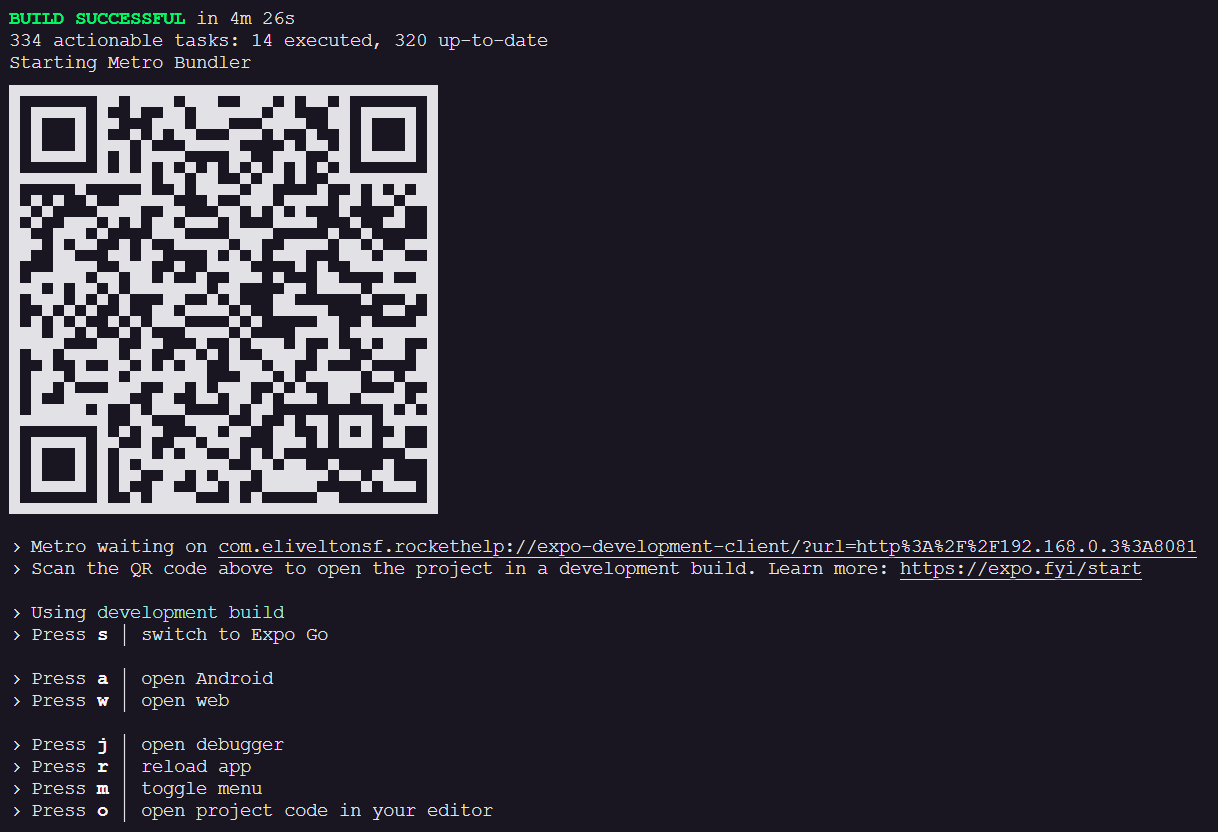 BUILD SUCCESSFUL in 4m 26s
334 actionable tasks: 14 executed, 320 up-to-date
Starting Metro Bundler
› Metro waiting on com.eliveltonsf.rockethelp://expo-development-client/?url=http%3A%2F%2F192.168.0.3%3A8081
› Scan the QR code above to open the project in a development build. Learn more: https://expo.fyi/start
› Using development build
› Press s │ switch to Expo Go
› Press a │ open Android
› Press w │ open web
› Press j │ open debugger
› Press r │ reload app
› Press m │ toggle menu
› Press o │ open project code in your editor